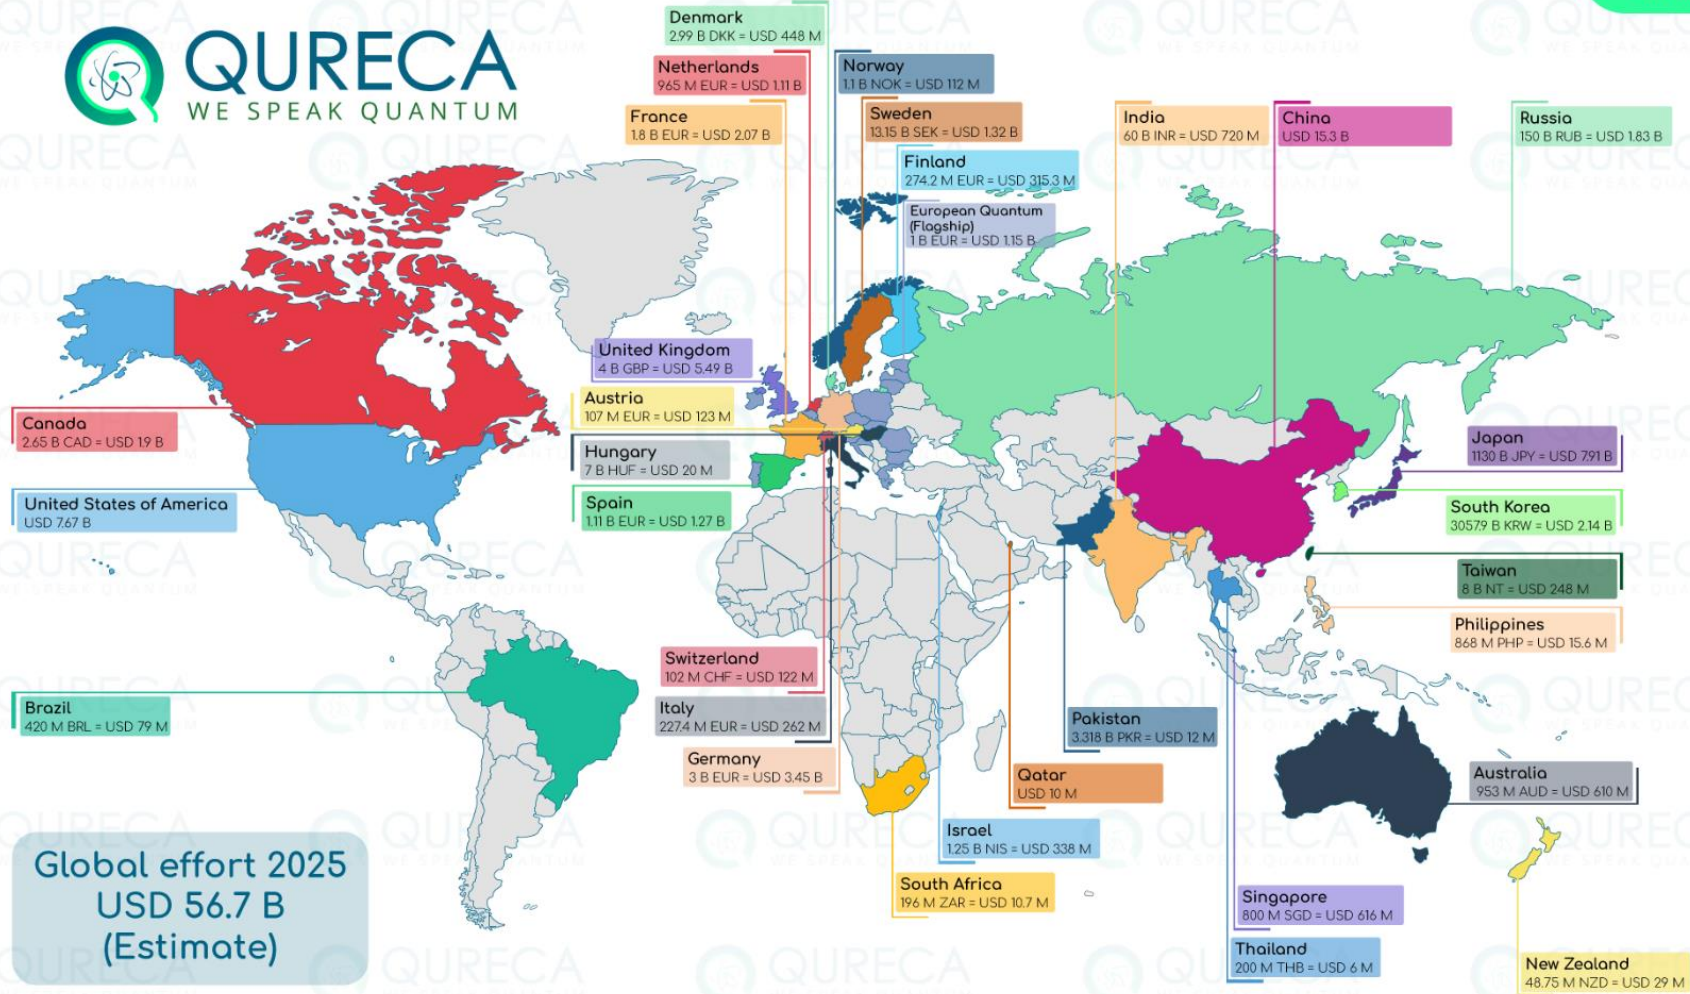 QURECA
WE SPEAK QUANTUM
Denmark
2.99 B DKK = USD 448 M
Netherlands
965 M EUR = USD 1.11 B
France
1.8 B EUR = USD 2.07 B
Norway
1.1 B NOK = USD 112 M
Sweden
13.15 B SEK = USD 1.32 B
Finland
274.2 M EUR = USD 315.3 M
European Quantum
(Flagship)
1 B EUR = USD 1.15 B
India
60 B INR = USD 720 M
China
USD 15.3 B
Russia
150 B RUB = USD 1.83 B
United Kingdom
4 B GBP = USD 5.49 B
Austria
107 M EUR = USD 123 M
Hungary
7 B HUF = USD 20 M
Spain
1.11 B EUR = USD 1.27 B
Canada
2.65 B CAD = USD 1.9 B
United States of America
USD 7.67 B
Japan
1130 B JPY = USD 7.91 B
South Korea
3057.9 B KRW = USD 2.14 B
Taiwan
8 B NT = USD 248 M
Philippines
868 M PHP = USD 15.6 M
Brazil
420 M BRL = USD 79 M
Switzerland
102 M CHF = USD 122 M
Italy
227.4 M EUR = USD 262 M
Germany
3 B EUR = USD 3.45 B
Pakistan
3.318 B PKR = USD 12 M
Qatar
USD 10 M
Israel
1.25 B NIS = USD 338 M
South Africa
196 M ZAR = USD 10.7 M
Australia
953 M AUD = USD 610 M
Singapore
800 M SGD = USD 616 M
Thailand
200 M THB = USD 6 M
New Zealand
48.75 M NZD = USD 29 M
Global effort 2025
USD 56.7 B
(Estimate)